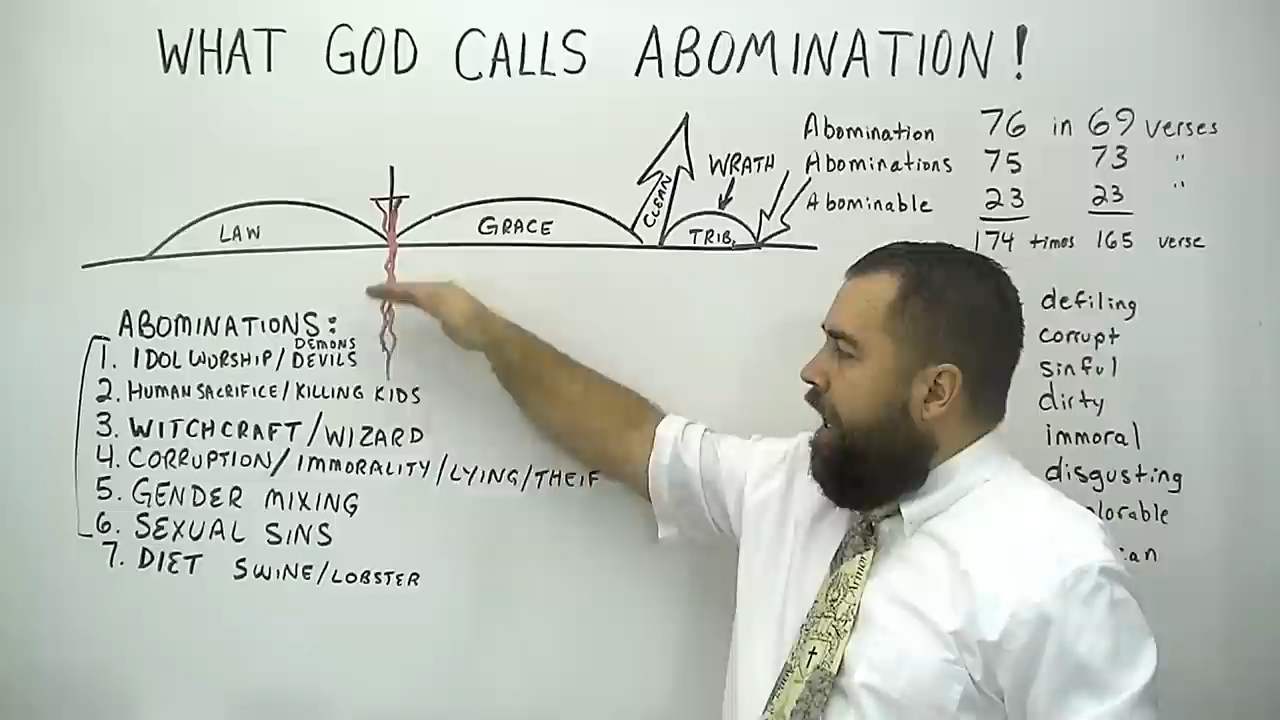 WHAT GOD CALLS ABOMINATION!
Abomination 76 in 69 verses
Abominations 75 73 "
Abominable 23 23 "
174 times 165 verse
WRATH
CLEAN
LAW
GRACE
TRIB.
ABOMINATIONS:
DEMONS
1. IDOL WORSHIP/DEVILS
2. HUMAN SACRIFICE/KILLING KIDS
3. WITCHCRAFT/WIZARD
4. CORRUPTION/IMMORALITY/LYING/THEIF
5. GENDER MIXING
6. SEXUAL SINS
7. DIET SWINE/LOBSTER
defiling
corrupt
sinful
dirty
immoral
disgusting
lorable
an
Armor